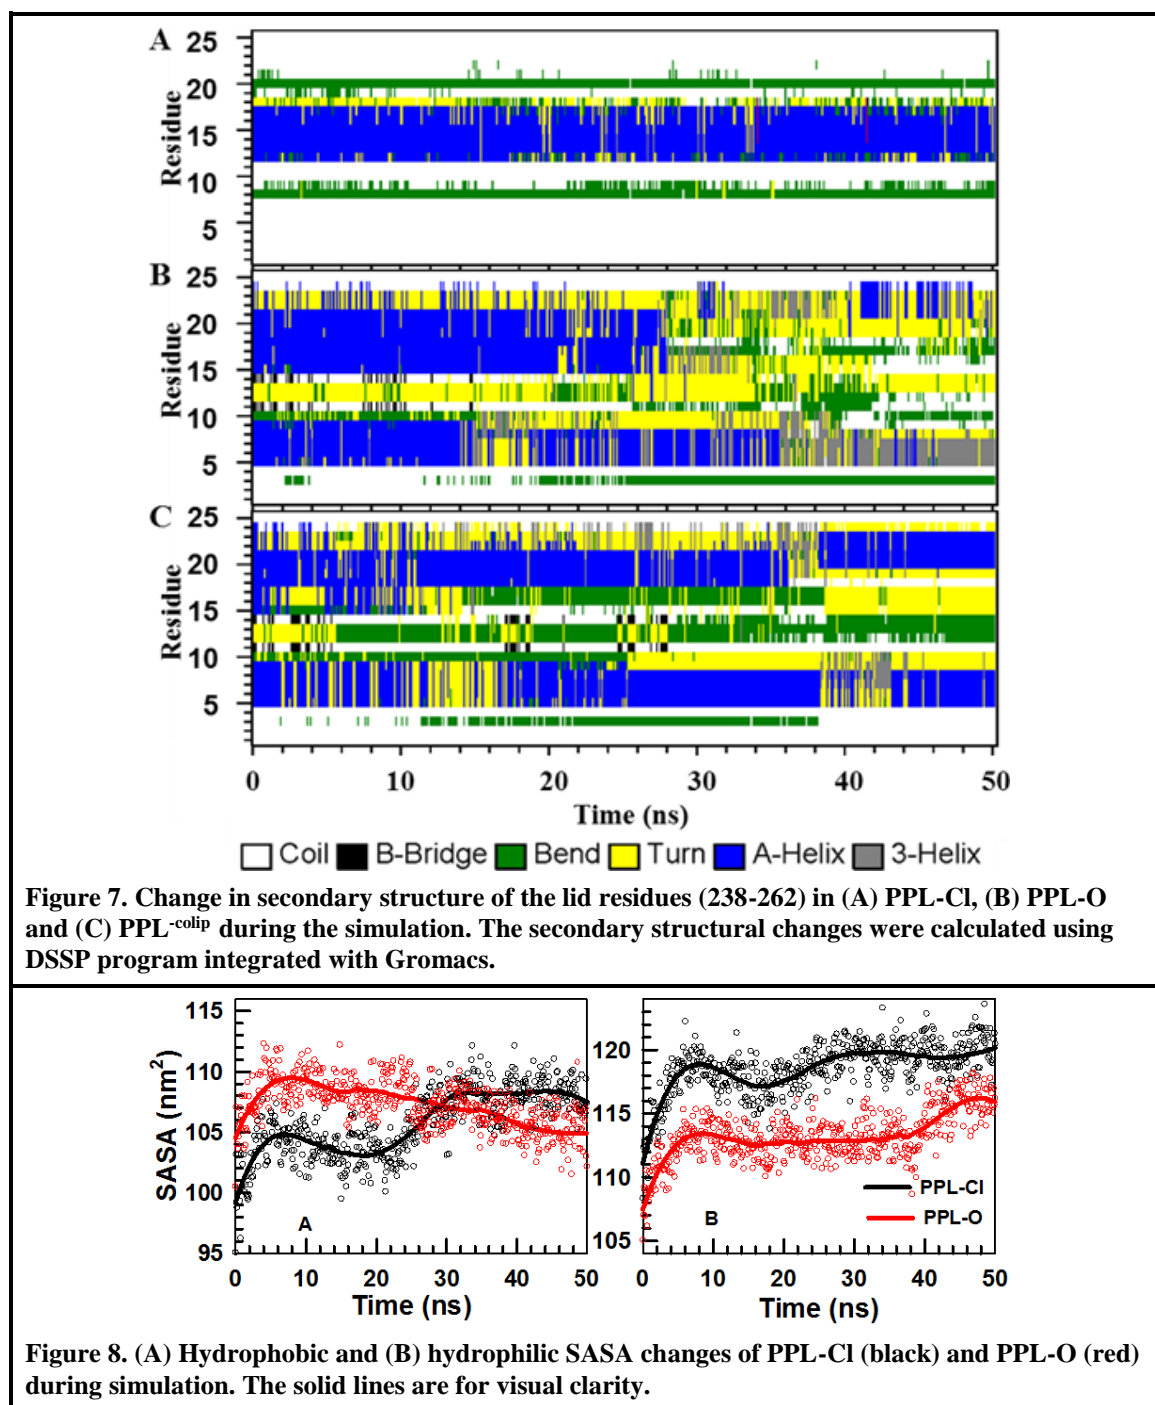 A
25
20
15
10
5
Residue
B
25
20
15
10
5
Residue
C
25
20
15
10
5
Residue
0 10 20 30 40 50
Time (ns)
Coil B-Bridge Bend Turn A-Helix 3-Helix
Figure 7. Change in secondary structure of the lid residues (238-262) in (A) PPL-Cl, (B) PPL-O
and (C) PPL-colip during the simulation. The secondary structural changes were calculated using
DSSP program integrated with Gromacs.
115
110
105
100
95
SASA (nm2)
A
0 10 20 30 40 50
Time (ns)
120
115
110
105
PPL-Cl
PPL-O
B
0 10 20 30 40 50
Time (ns)
Figure 8. (A) Hydrophobic and (B) hydrophilic SASA changes of PPL-Cl (black) and PPL-O (red)
during simulation. The solid lines are for visual clarity.